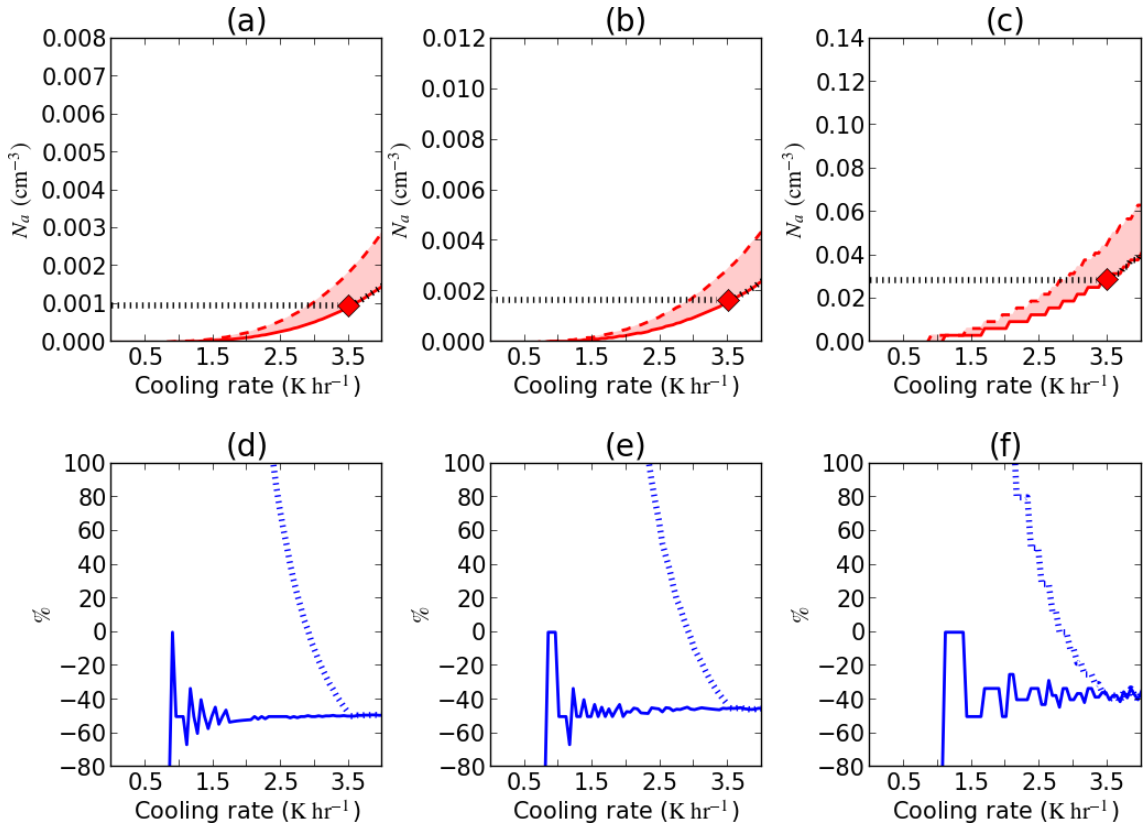 (a)
0.008
0.007
0.006
0.005
0.004
0.003
0.002
0.001
0.000
Nₐ (cm⁻³)
0.5 1.5 2.5 3.5
Cooling rate (K hr⁻¹)
(b)
0.012
0.010
0.008
0.006
0.004
0.002
0.000
Nₐ (cm⁻³)
0.5 1.5 2.5 3.5
Cooling rate (K hr⁻¹)
(c)
0.14
0.12
0.10
0.08
0.06
0.04
0.02
0.00
Nₐ (cm⁻³)
0.5 1.5 2.5 3.5
Cooling rate (K hr⁻¹)
(d)
100
80
60
40
20
0
−20
−40
−60
−80
%
0.5 1.5 2.5 3.5
Cooling rate (K hr⁻¹)
(e)
100
80
60
40
20
0
−20
−40
−60
−80
%
0.5 1.5 2.5 3.5
Cooling rate (K hr⁻¹)
(f)
100
80
60
40
20
0
−20
−40
−60
−80
%
0.5 1.5 2.5 3.5
Cooling rate (K hr⁻¹)